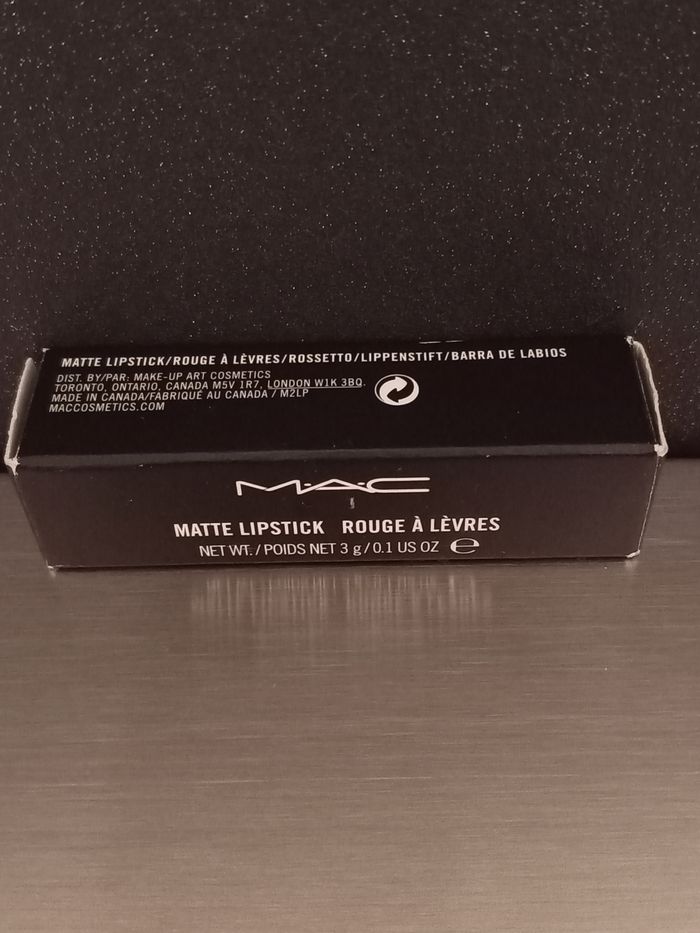 MATTE LIPSTICK/ROUGE À LÈVRES/ROSSETTO/LIPPENSTIFT/BARRA DE LABIOS
DIST. BY/PAR: MAKE-UP ART COSMETICS
TORONTO, ONTARIO, CANADA M5V 1R7, LONDON W1K 3BQ.
MADE IN CANADA/FABRIQUÉ AU CANADA / M2LP
MACCOSMETICS.COM
M·A·C
MATTE LIPSTICK ROUGE À LÈVRES
NET WT. / POIDS NET 3 g / 0.1 US OZ ℮